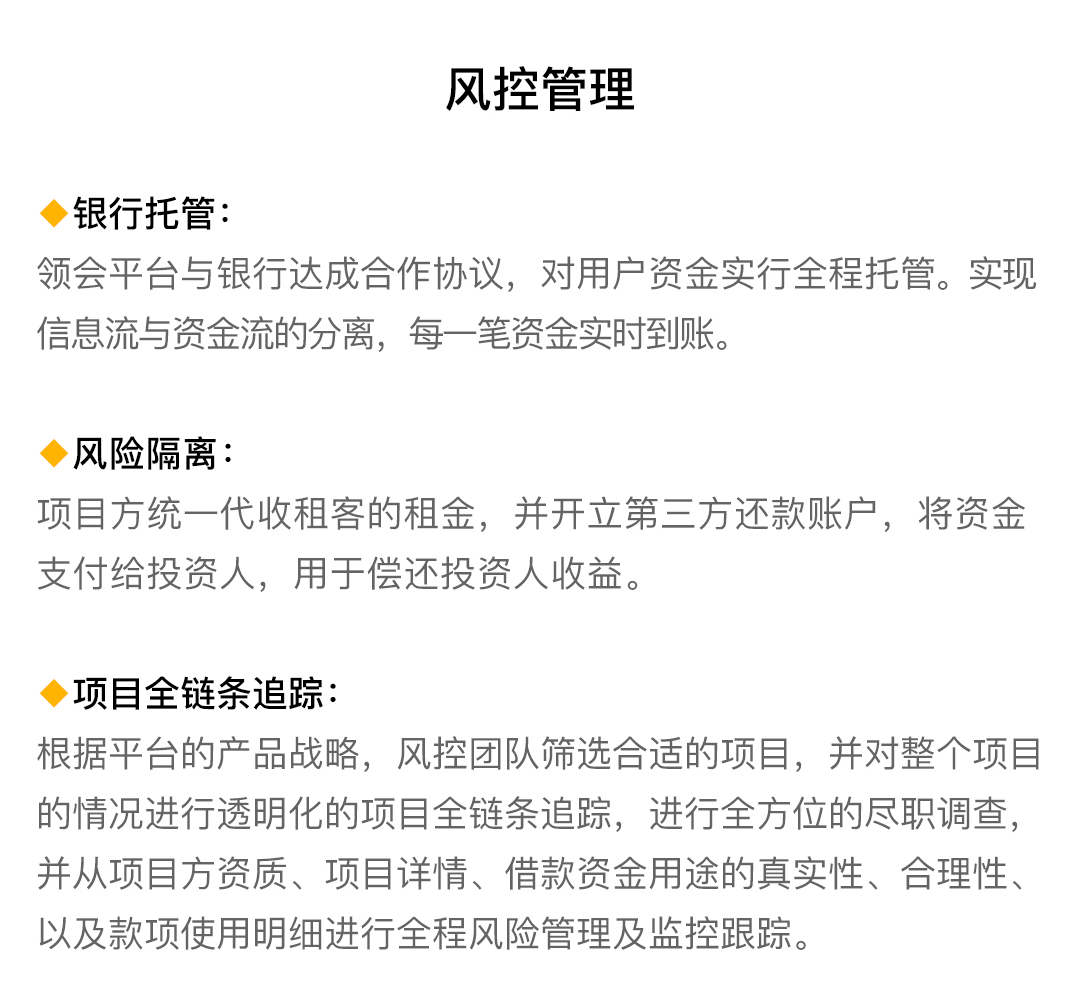 风控管理
◆银行托管：
领会平台与银行达成合作协议，对用户资金实行全程托管。实现
信息流与资金流的分离，每一笔资金实时到账。
◆风险隔离：
项目方统一代收租客的租金，并开立第三方还款账户，将资金
支付给投资人，用于偿还投资人收益。
◆项目全链条追踪：
根据平台的产品战略，风控团队筛选合适的项目，并对整个项目
的情况进行透明化的项目全链条追踪，进行全方位的尽职调查，
并从项目方资质、项目详情、借款资金用途的真实性、合理性、
以及款项使用明细进行全程风险管理及监控跟踪。